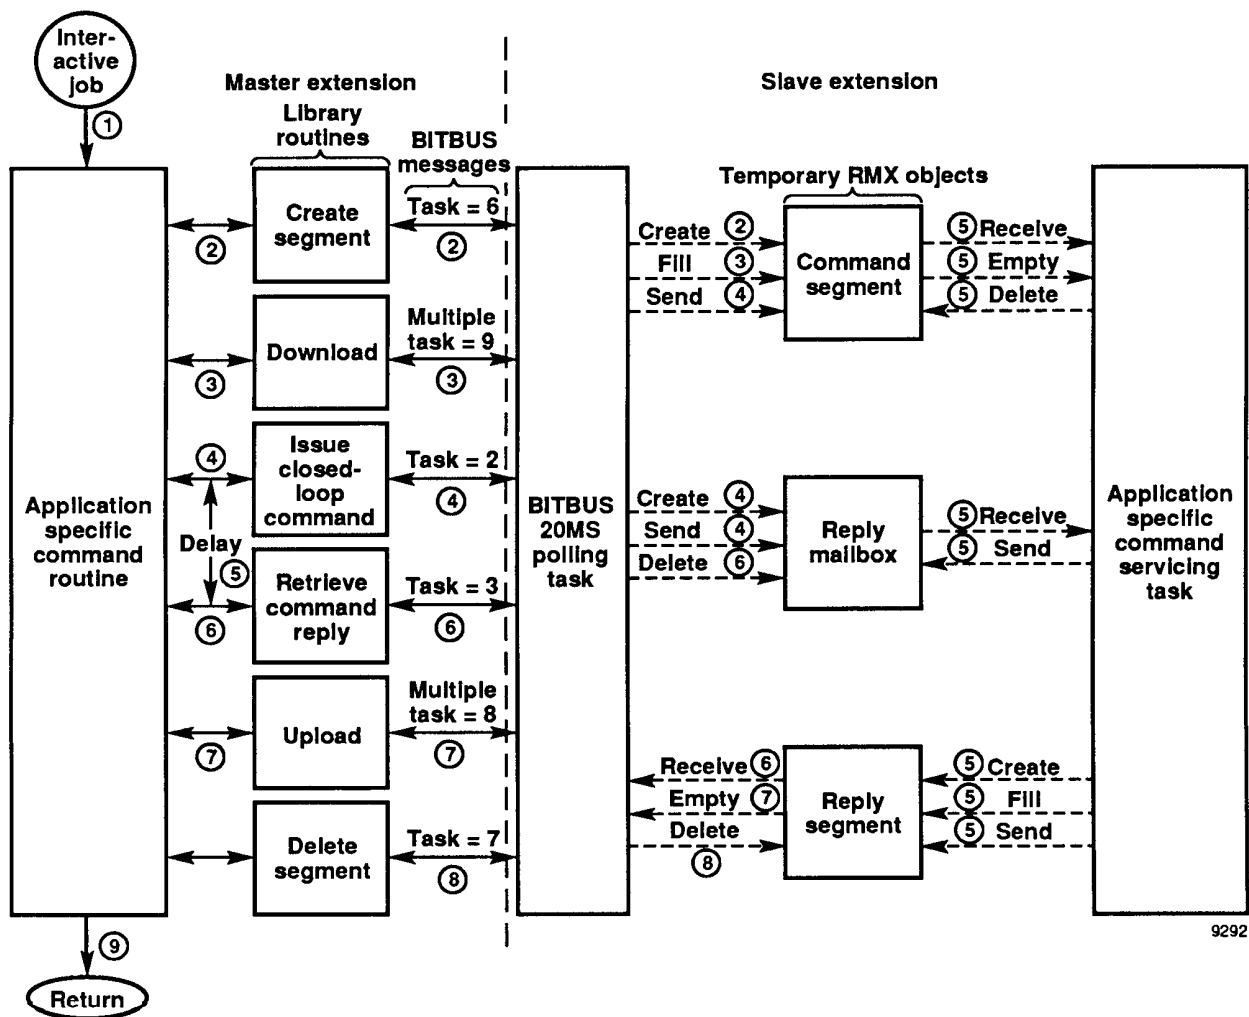 Inter-
active
job
1
Master extension
Slave extension
Library
routines
BITBUS
messages
Temporary RMX objects
Application
specific
command
routine
2
Create
segment
Task = 6
2
3
Download
Multiple
task = 9
3
4
Issue
closed-
loop
command
Task = 2
4
Delay
5
6
Retrieve
command
reply
Task = 3
6
7
Upload
Multiple
task = 8
7
Delete
segment
Task = 7
8
BITBUS
20MS
polling
task
Create 2
Fill 3
Send 4
Command
segment
5 Receive
5 Empty
5 Delete
Create 4
Send 4
Delete 6
Reply
mailbox
5 Receive
5 Send
Receive 6
Empty 7
Delete
8
Reply
segment
5 Create
5 Fill
5 Send
Application
specific
command
servicing
task
9
Return
9292